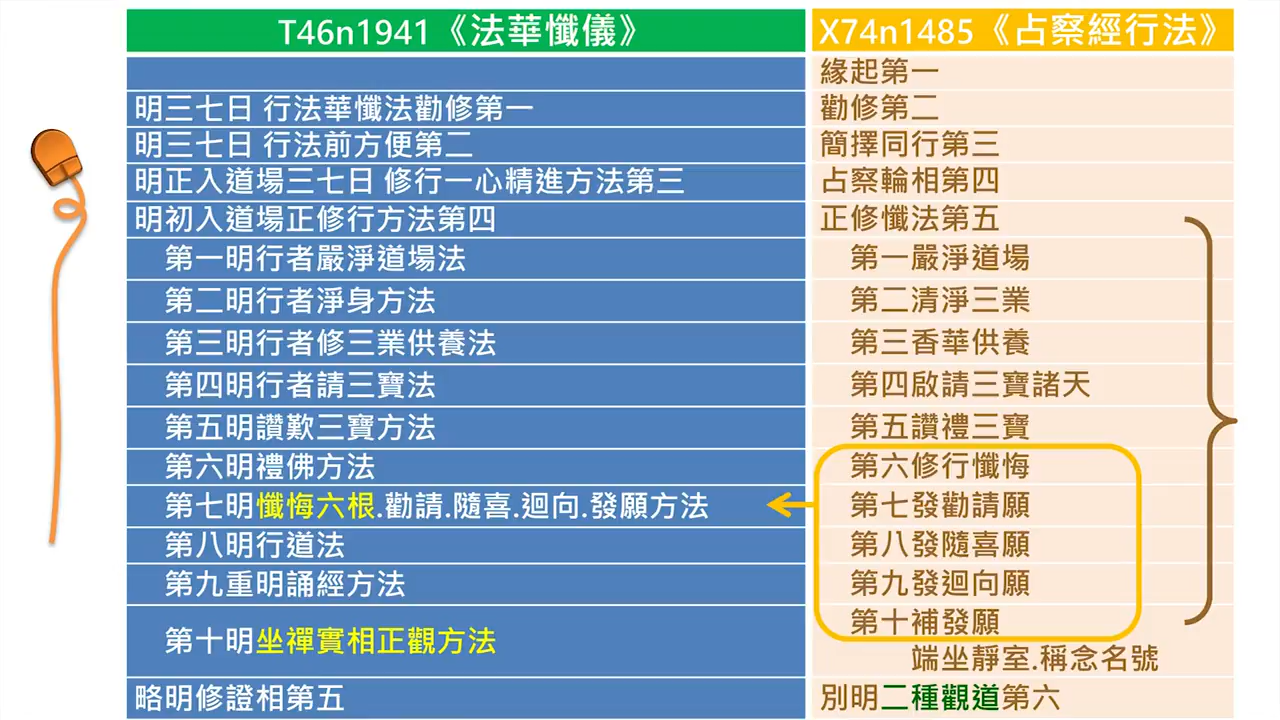 T46n1941《法華懺儀》
X74n1485《占察經行法》
緣起第一
明三七日 行法華懺法勸修第一
勸修第二
明三七日 行法前方便第二
簡擇同行第三
明正入道場三七日 修行一心精進方法第三
占察輪相第四
明初入道場正修行方法第四
正修懺法第五
第一明行者嚴淨道場法
第一嚴淨道場
第二明行者淨身方法
第二清淨三業
第三明行者修三業供養法
第三香華供養
第四明行者請三寶法
第四啟請三寶諸天
第五明讚歎三寶方法
第五讚禮三寶
第六明禮佛方法
第六修行懺悔
第七明懺悔六根.勸請.隨喜.迴向.發願方法
第七發勸請願
第八明行道法
第八發隨喜願
第九重明誦經方法
第九發迴向願
第十明坐禪實相正觀方法
第十補發願
端坐靜室.稱念名號
略明修證相第五
別明二種觀道第六